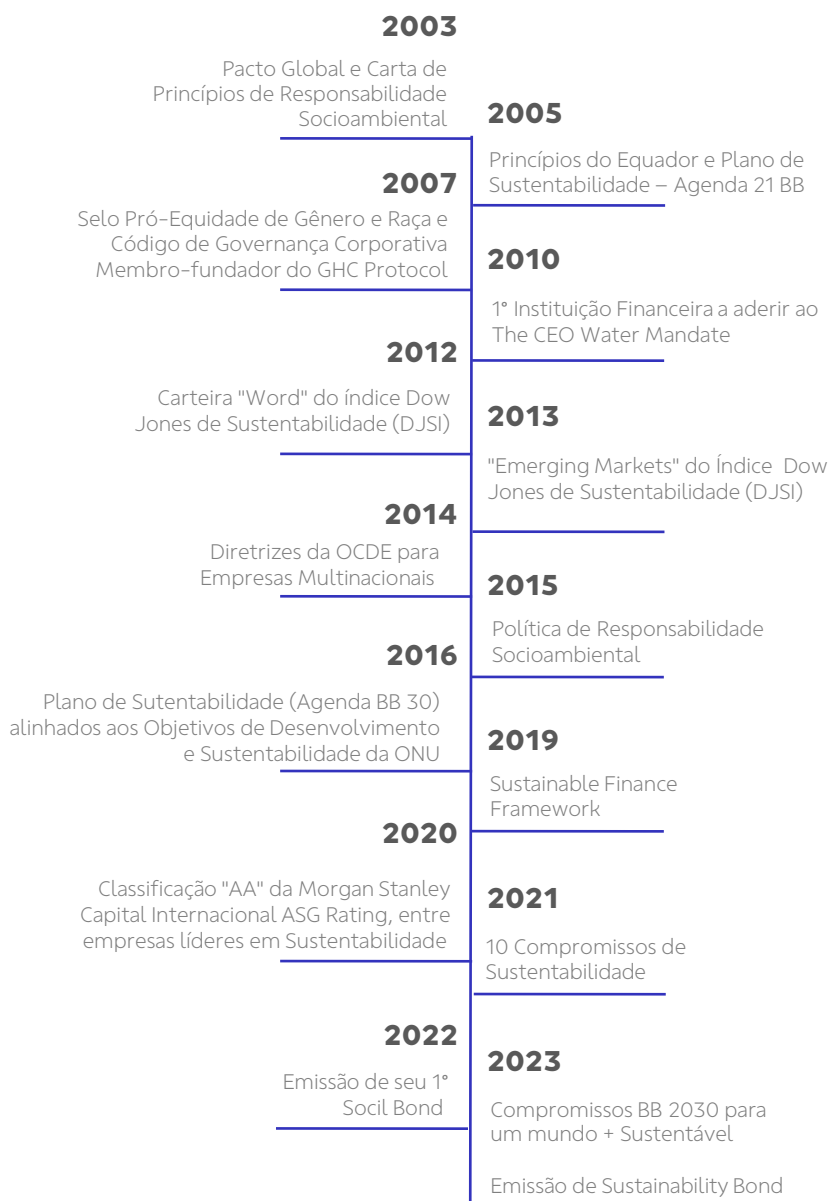 2003
Pacto Global e Carta de
Princípios de Responsabilidade
Socioambiental
2005
Princípios do Equador e Plano de
Sustentabilidade – Agenda 21 BB
2007
Selo Pró-Equidade de Gênero e Raça e
Código de Governança Corporativa
Membro-fundador do GHC Protocol
2010
1° Instituição Financeira a aderir ao
The CEO Water Mandate
2012
Carteira "Word" do índice Dow
Jones de Sustentabilidade (DJSI)
2013
"Emerging Markets" do Índice Dow
Jones de Sustentabilidade (DJSI)
2014
Diretrizes da OCDE para
Empresas Multinacionais
2015
Política de Responsabilidade
Socioambiental
2016
Plano de Sutentabilidade (Agenda BB 30)
alinhados aos Objetivos de Desenvolvimento
e Sustentabilidade da ONU
2019
Sustainable Finance
Framework
2020
Classificação "AA" da Morgan Stanley
Capital Internacional ASG Rating, entre
empresas líderes em Sustentabilidade
2021
10 Compromissos de
Sustentabilidade
2022
Emissão de seu 1°
Socil Bond
2023
Compromissos BB 2030 para
um mundo + Sustentável
Emissão de Sustainability Bond